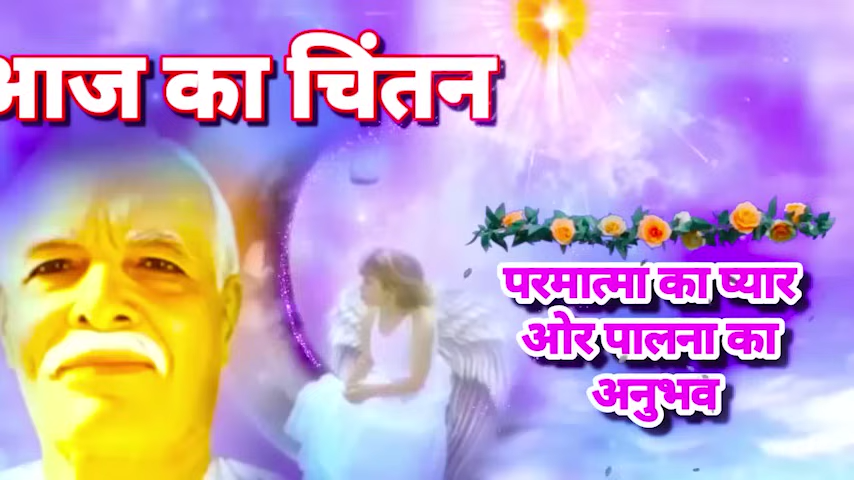 आज का चिंतन
परमात्मा का ष्यार
ओर पालना का
अनुभव